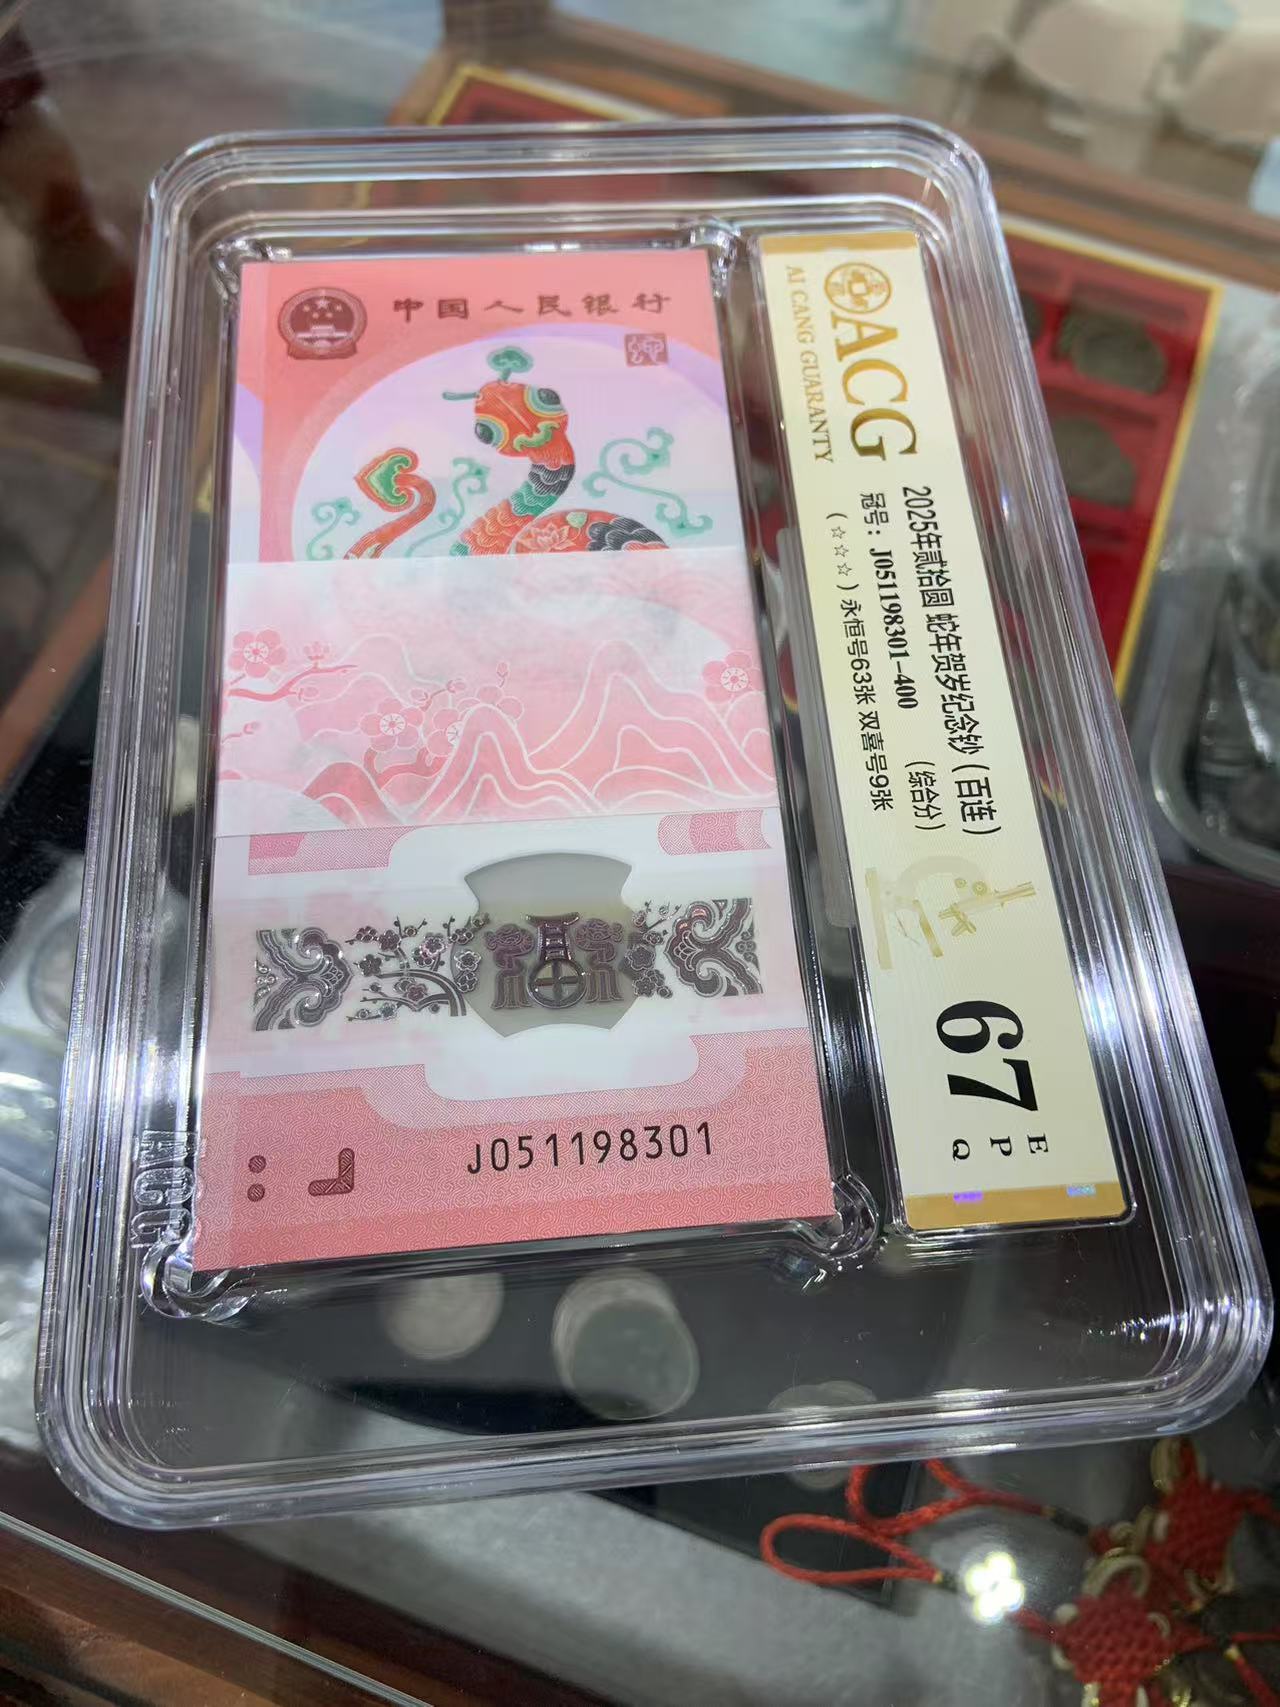 中国人民银行
J051198301
ACG
AI CANG GUARANTY
2025年贰拾圆 蛇年贺岁纪念钞（百连）
冠号：J051198301-400 （综合分）
（☆☆☆）永恒号63张 双喜号9张
67
E
P
Q
ACG